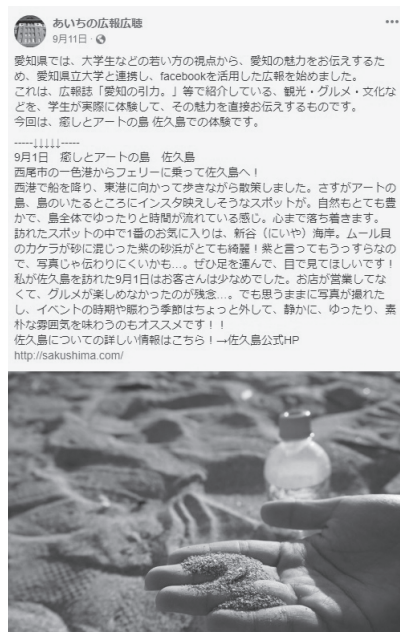 あいちの広報広聴
9月11日
愛知県では、大学生などの若い方の視点から、愛知の魅力をお伝えするた
め、愛知県立大学と連携し、facebookを活用した広報を始めました。
これは、広報誌「愛知の引力。」等で紹介している、観光・グルメ・文化な
どを、学生が実際に体験して、その魅力を直接お伝えするものです。
今回は、癒しとアートの島 佐久島での体験です。
-----↓↓↓↓↓-----
9月1日 癒しとアートの島 佐久島
西尾市の一色港からフェリーに乗って佐久島へ!
西港で船を降り、東港に向かって歩きながら散策しました。さすがアートの
島、島のいたるところにインスタ映えしそうなスポットが。自然もとても豊
かで、島全体でゆったりと時間が流れている感じ。心まで落ち着きます。
訪れたスポットの中で1番のお気に入りは、新谷(にいや)海岸。ムール貝
のカケラが砂に混じった紫の砂浜がとても綺麗!紫と言ってもうっすらなの
で、写真じゃ伝わりにくいかも…。ぜひ足を運んで、目で見てほしいです!
私が佐久島を訪れた9月1日はお客さんは少なめでした。お店が営業してな
くて、グルメが楽しめなかったのが残念…。でも思うままに写真が撮れた
し、イベントの時期や賑わう季節はちょっと外して、静かに、ゆったり、素
朴な雰囲気を味わうのもオススメです!!
佐久島についての詳しい情報はこちら!→佐久島公式HP
http://sakushima.com/